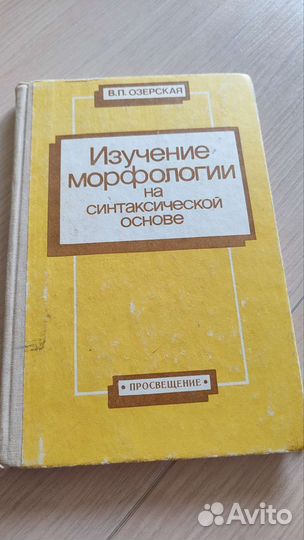 В.П. ОЗЕРСКАЯ
Изучение
морфологии
на
синтаксической
основе
· ПРОСВЕЩЕНИЕ ·
Avito